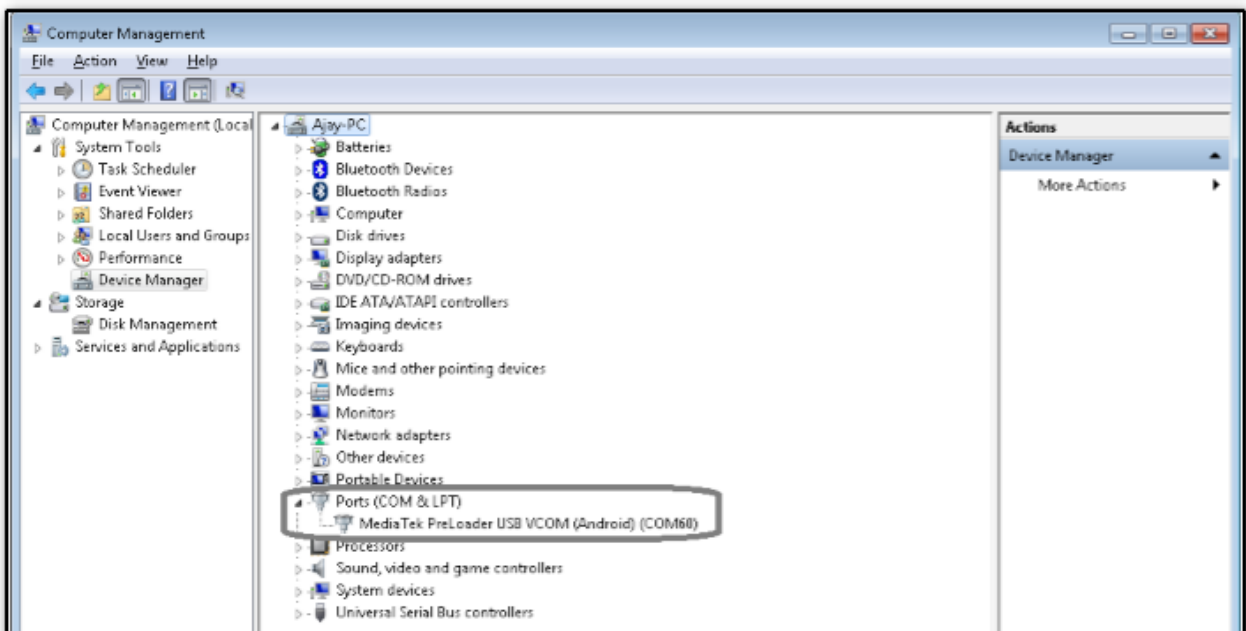 Computer Management
File Action View Help
Computer Management (Local
System Tools
Task Scheduler
Event Viewer
Shared Folders
Local Users and Groups
Performance
Device Manager
Storage
Disk Management
Services and Applications
Ajay-PC
Batteries
Bluetooth Devices
Bluetooth Radios
Computer
Disk drives
Display adapters
DVD/CD-ROM drives
IDE ATA/ATAPI controllers
Imaging devices
Keyboards
Mice and other pointing devices
Modems
Monitors
Network adapters
Other devices
Portable Devices
Ports (COM & LPT)
MediaTek PreLoader USB VCOM (Android) (COM60)
Processors
Sound, video and game controllers
System devices
Universal Serial Bus controllers
Actions
Device Manager
More Actions